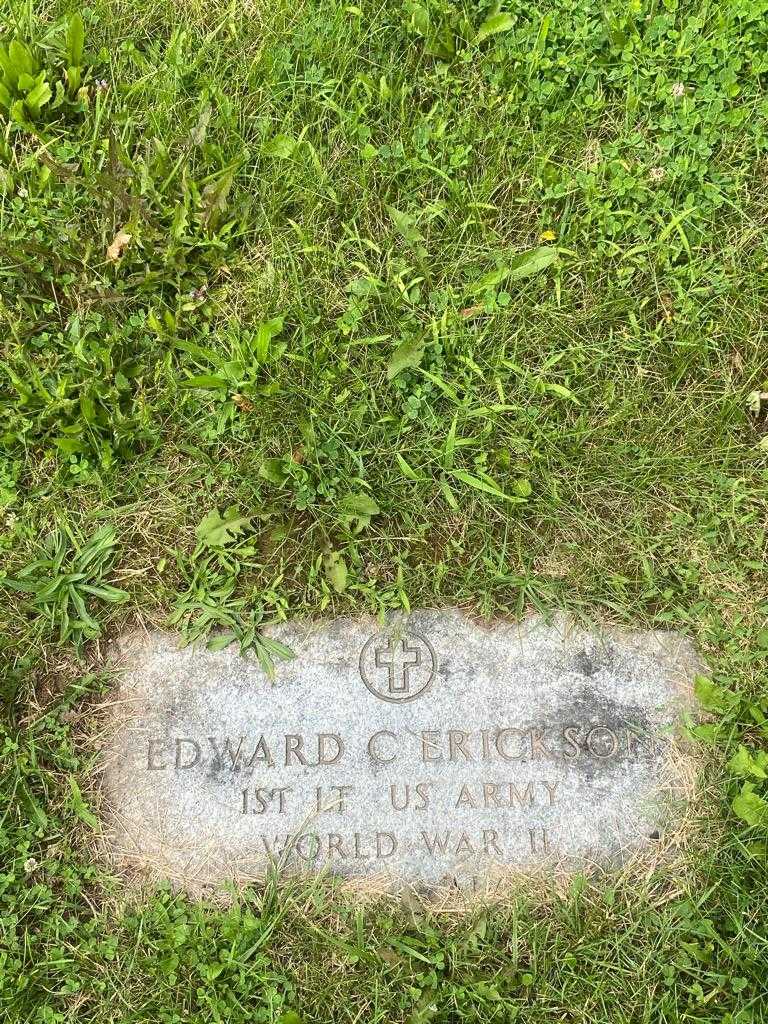 EDWARD C ERICKSON
1ST LT US ARMY
WORLD WAR II